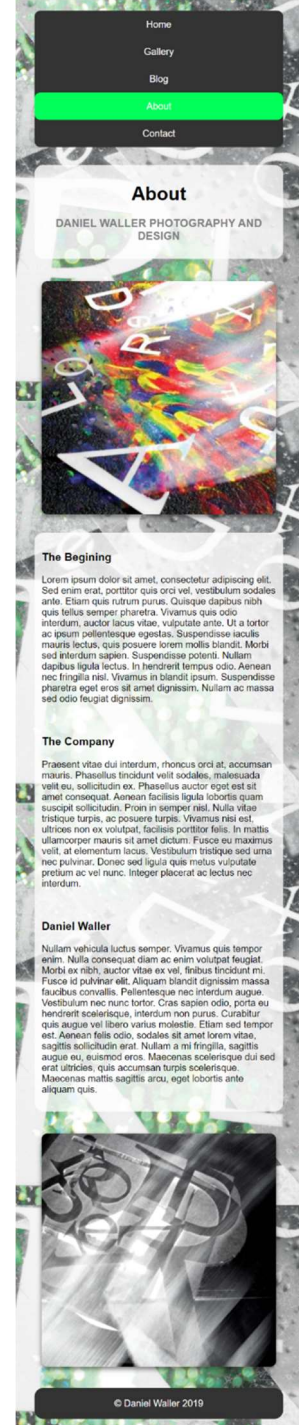 Home
Gallery
Blog
About
Contact
About
DANIEL WALLER PHOTOGRAPHY AND
DESIGN
The Begining
Lorem ipsum dolor sit amet, consectetur adipiscing elit.
Sed enim erat, porttitor quis orci vel, vestibulum sodales
ante. Etiam quis rutrum purus. Quisque dapibus nibh
quis tellus semper pharetra. Vivamus quis odio
interdum, auctor lacus vitae, vulputate ante. Ut a tortor
ac ipsum pellentesque egestas. Suspendisse iaculis
mauris lectus, quis posuere lorem mollis blandit. Morbi
sed interdum sapien. Suspendisse potenti. Nullam
dapibus ligula lectus. In hendrerit tempus odio. Aenean
nec fringilla nisl. Vivamus in blandit ipsum. Suspendisse
pharetra eget eros sit amet dignissim. Nullam ac massa
sed odio feugiat dignissim.
The Company
Praesent vitae dui interdum, rhoncus orci at, accumsan
mauris. Phasellus tincidunt velit sodales, malesuada
velit eu, sollicitudin ex. Phasellus auctor eget est sit
amet consequat. Aenean facilisis ligula lobortis quam
suscipit sollicitudin. Proin in semper nisl. Nulla vitae
tristique turpis, ac posuere turpis. Vivamus nisi est,
ultrices non ex volutpat, facilisis porttitor felis. In mattis
ullamcorper mauris sit amet dictum. Fusce eu maximus
velit, at elementum lacus. Vestibulum tristique sed urna
nec pulvinar. Donec sed ligula quis metus vulputate
pretium ac vel nunc. Integer placerat ac lectus nec
interdum.
Daniel Waller
Nullam vehicula luctus semper. Vivamus quis tempor
enim. Nulla consequat diam ac enim volutpat feugiat.
Morbi ex nibh, auctor vitae ex vel, finibus tincidunt mi.
Fusce id pulvinar elit. Aliquam blandit dignissim massa
faucibus convallis. Pellentesque nec interdum augue.
Vestibulum nec nunc tortor. Cras sapien odio, porta eu
hendrerit scelerisque, interdum non purus. Curabitur
quis augue vel libero varius molestie. Etiam sed tempor
est. Aenean felis odio, sodales sit amet lorem vitae,
sagittis sollicitudin erat. Nullam a mi fringilla, sagittis
augue eu, euismod eros. Maecenas scelerisque dui sed
erat ultricies, quis accumsan turpis scelerisque.
Maecenas mattis sagittis arcu, eget lobortis ante
aliquam quis.
© Daniel Waller 2019